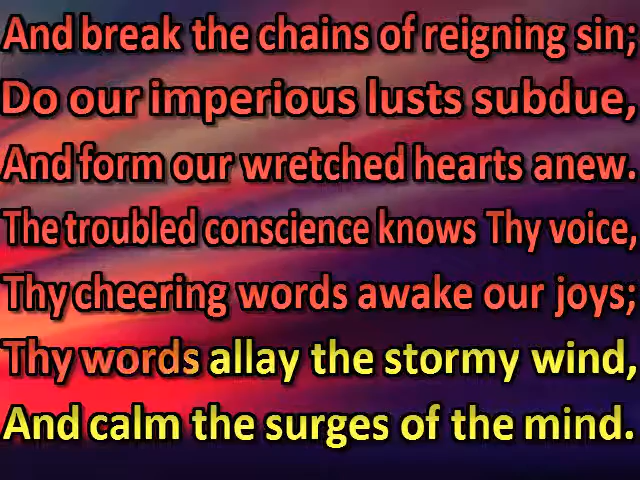 And break the chains of reigning sin;
Do our imperious lusts subdue,
And form our wretched hearts anew.
The troubled conscience knows Thy voice,
Thy cheering words awake our joys;
Thy words allay the stormy wind,
And calm the surges of the mind.